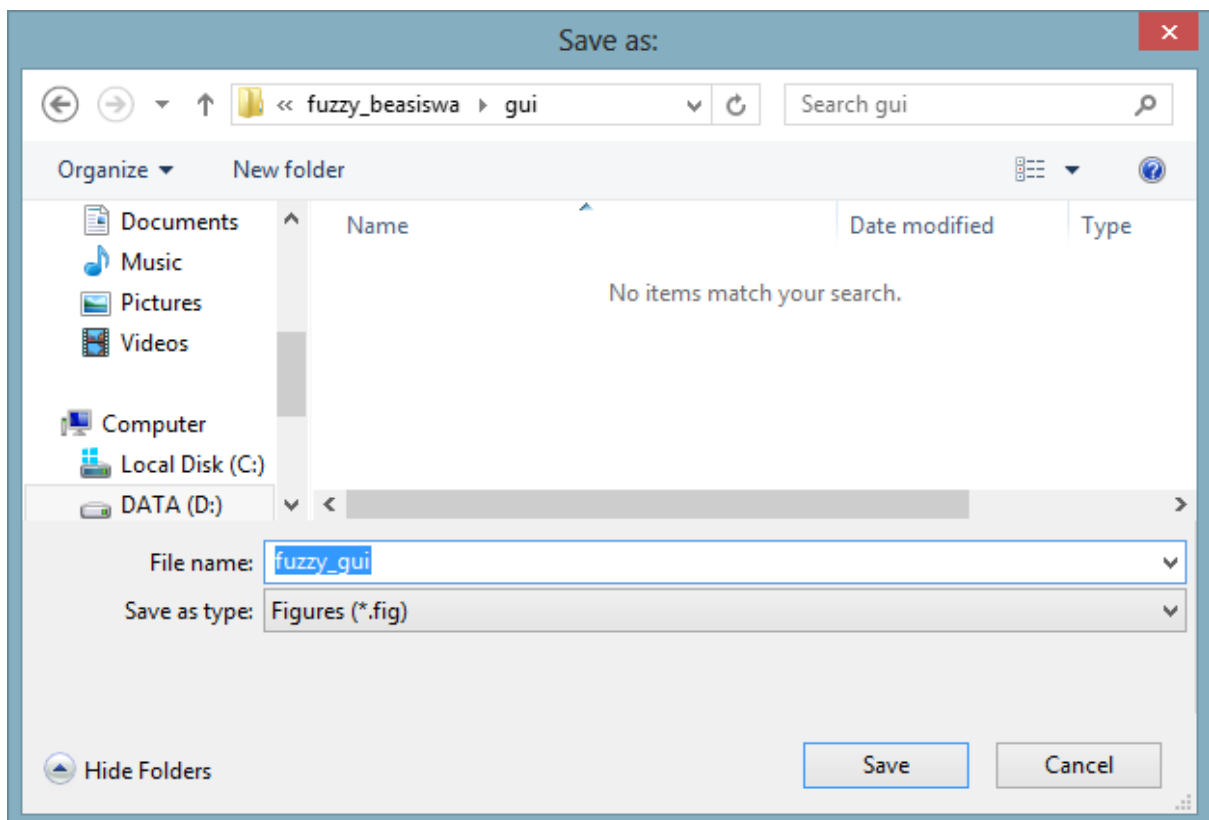 Save as:
« fuzzy_beasiswa gui
Search gui
Organize New folder
Documents
Music
Pictures
Videos
Computer
Local Disk (C:)
DATA (D:)
Name Date modified Type
No items match your search.
File name: fuzzy_gui
Save as type: Figures (*.fig)
Hide Folders
Save Cancel